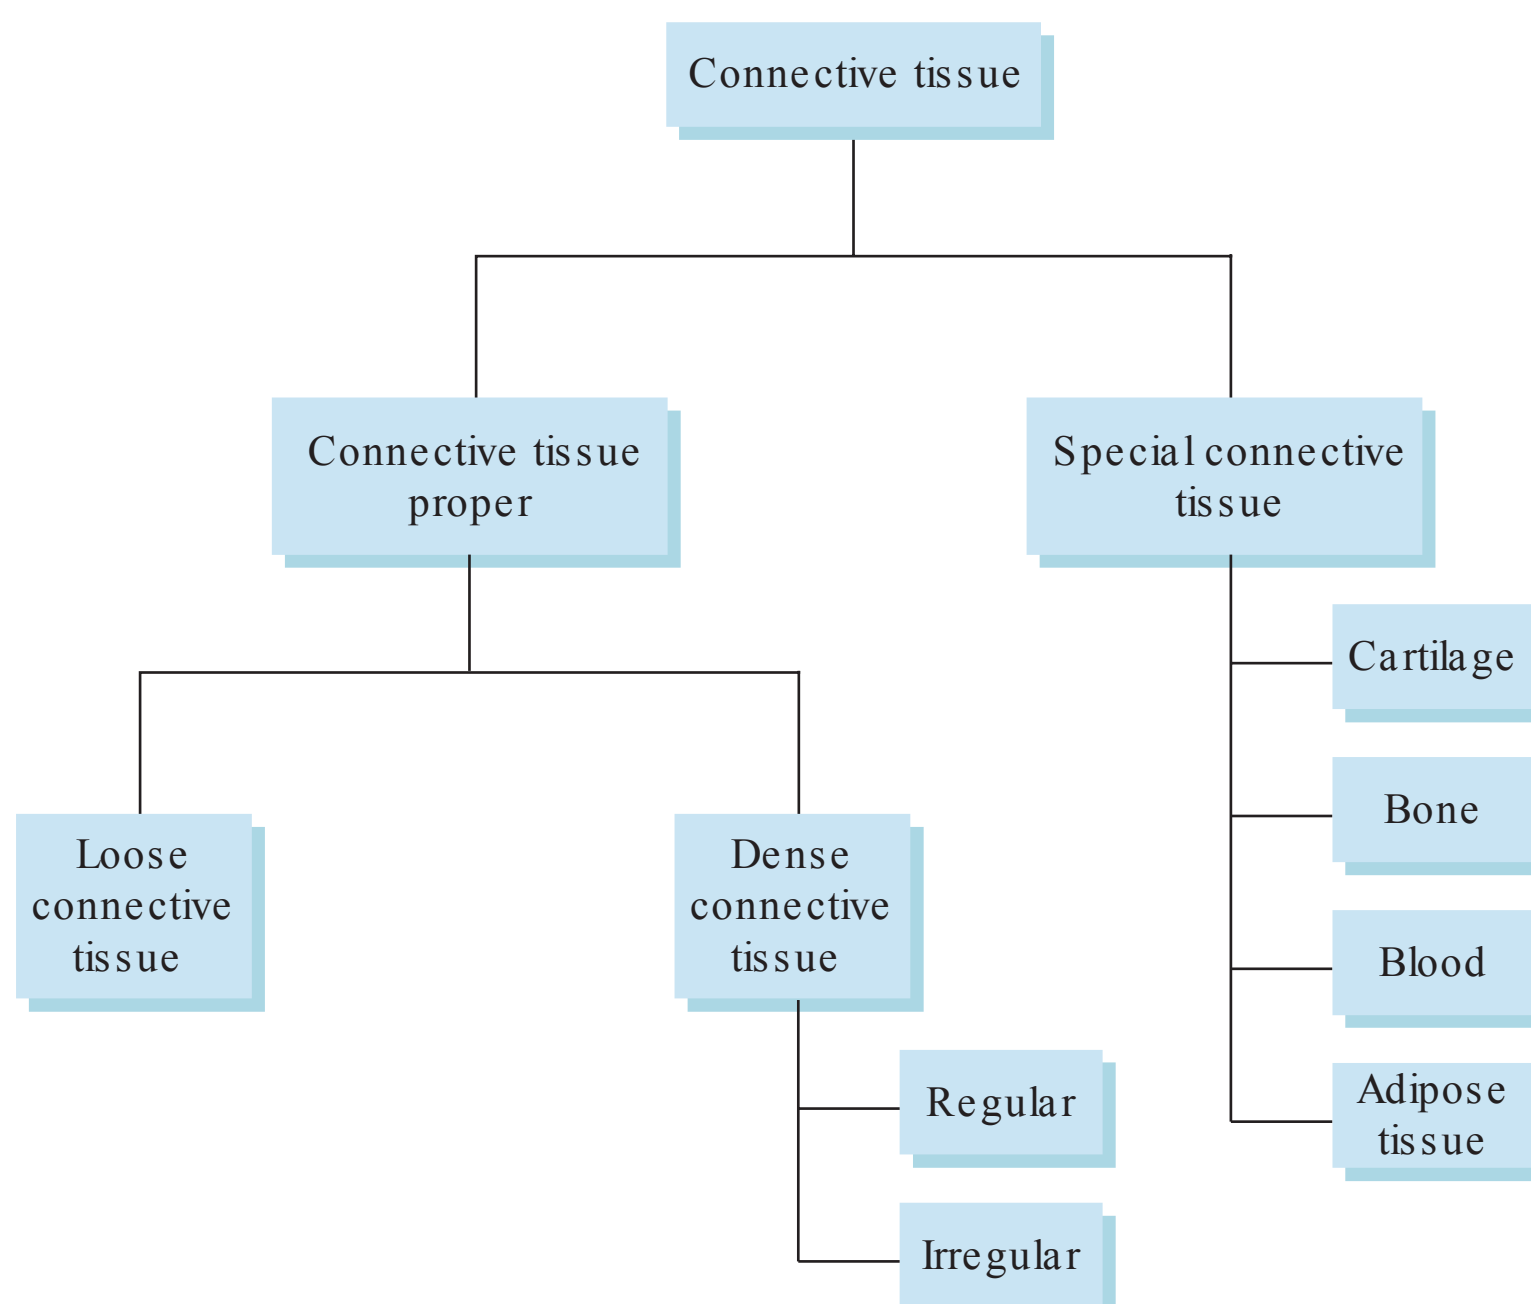 Connective tissue
Connective tissue
proper
Special connective
tissue
Loose
connective
tissue
Dense
connective
tissue
Regular
Irregular
Cartilage
Bone
Blood
Adipose
tissue